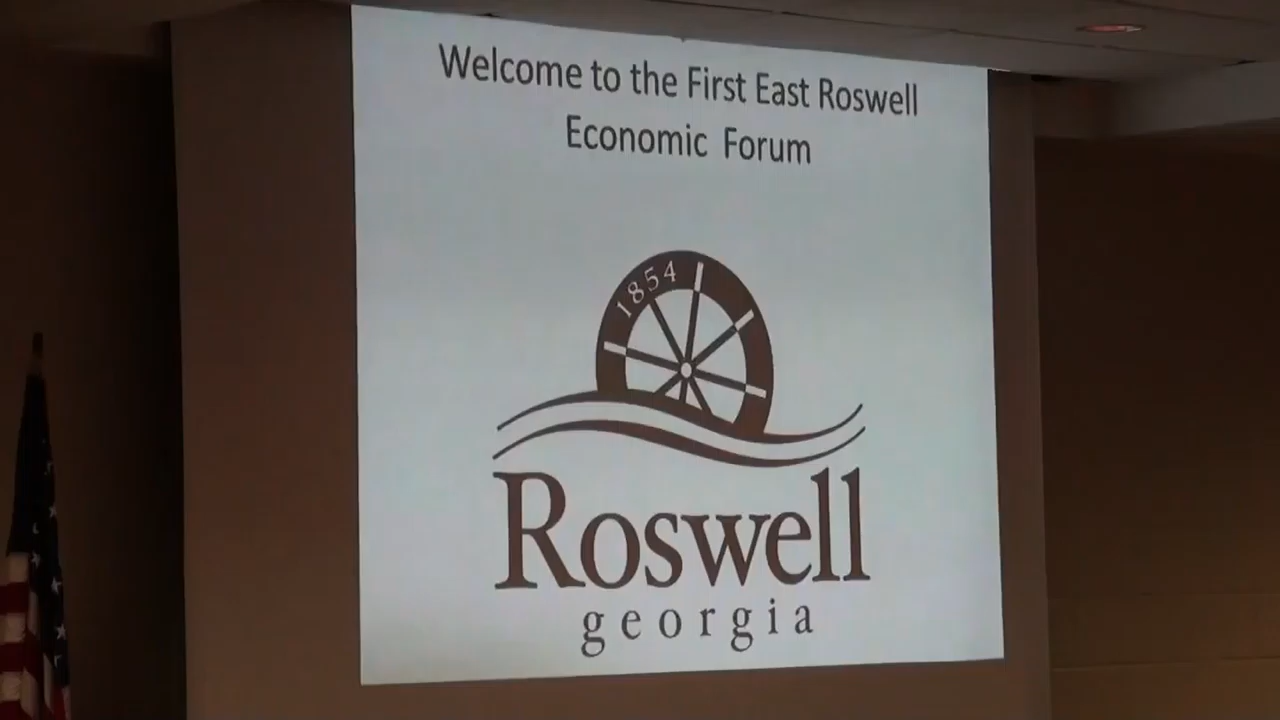 Welcome to the First East Roswell
Economic Forum
1854
Roswell
georgia